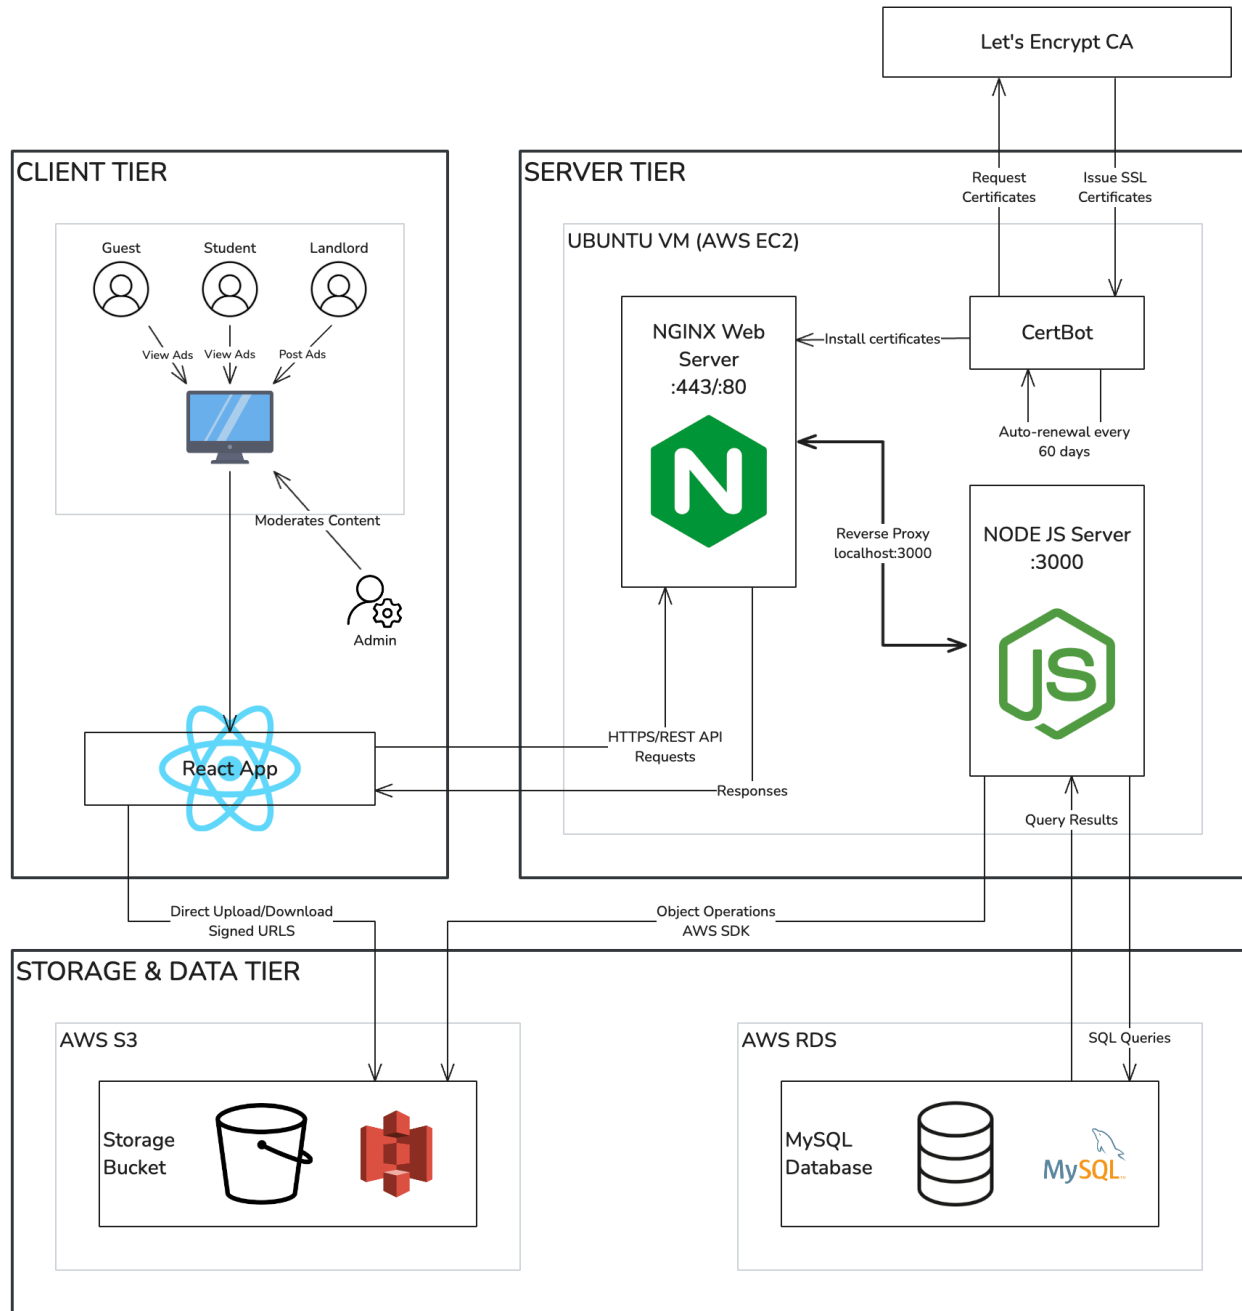 Let's Encrypt CA
CLIENT TIER
SERVER TIER
Request
Certificates
Issue SSL
Certificates
UBUNTU VM (AWS EC2)
Guest
Student
Landlord
View Ads
View Ads
Post Ads
NGINX Web
Server
:443/:80
Install certificates
CertBot
Auto-renewal every
60 days
Moderates Content
Admin
Reverse Proxy
localhost:3000
NODE JS Server
:3000
JS
React App
HTTPS/REST API
Requests
Responses
Query Results
Direct Upload/Download
Signed URLS
Object Operations
AWS SDK
STORAGE & DATA TIER
AWS S3
AWS RDS
SQL Queries
Storage
Bucket
MySQL
Database
MySQL